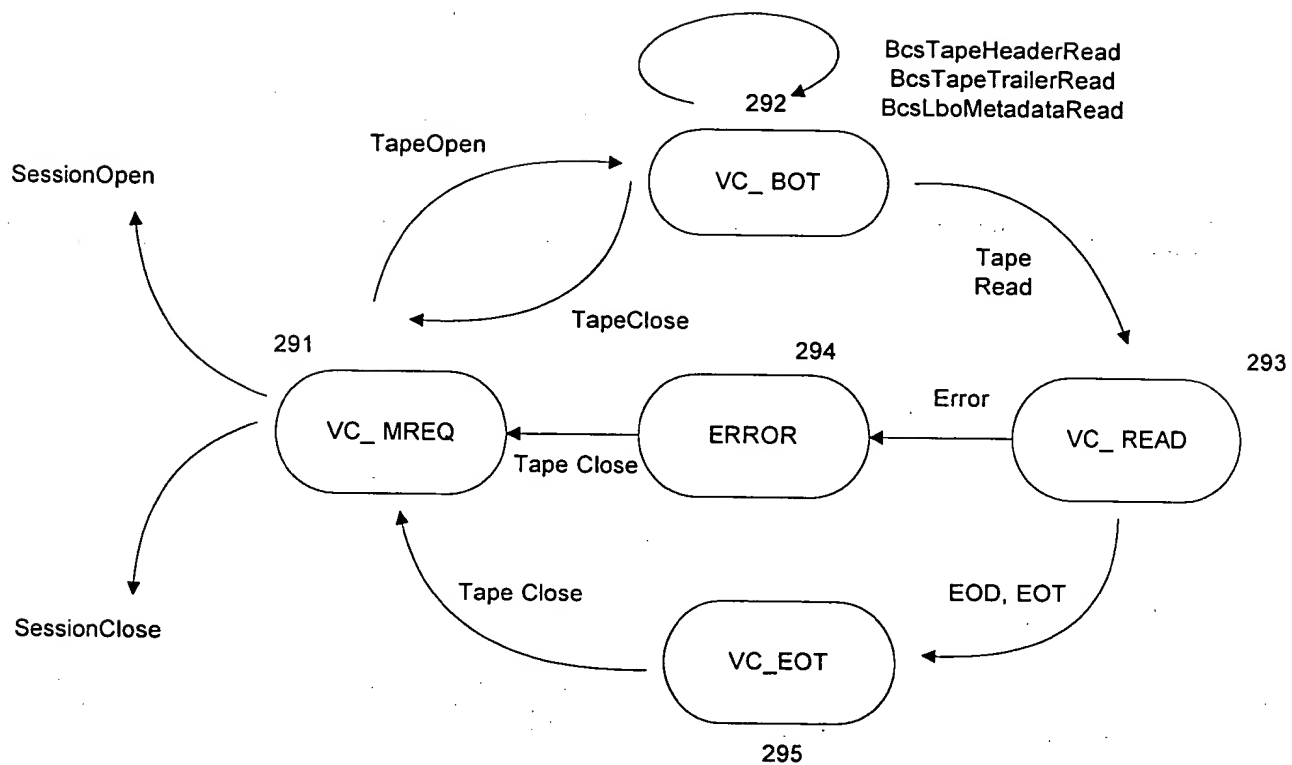 BcsTapeHeaderRead
BcsTapeTrailerRead
BcsLboMetadataRead
292
TapeOpen
SessionOpen
VC_ BOT
Tape
Read
TapeClose
291
294
293
VC_ MREQ
Tape Close
ERROR
Error
VC_ READ
Tape Close
EOD, EOT
SessionClose
VC_EOT
295